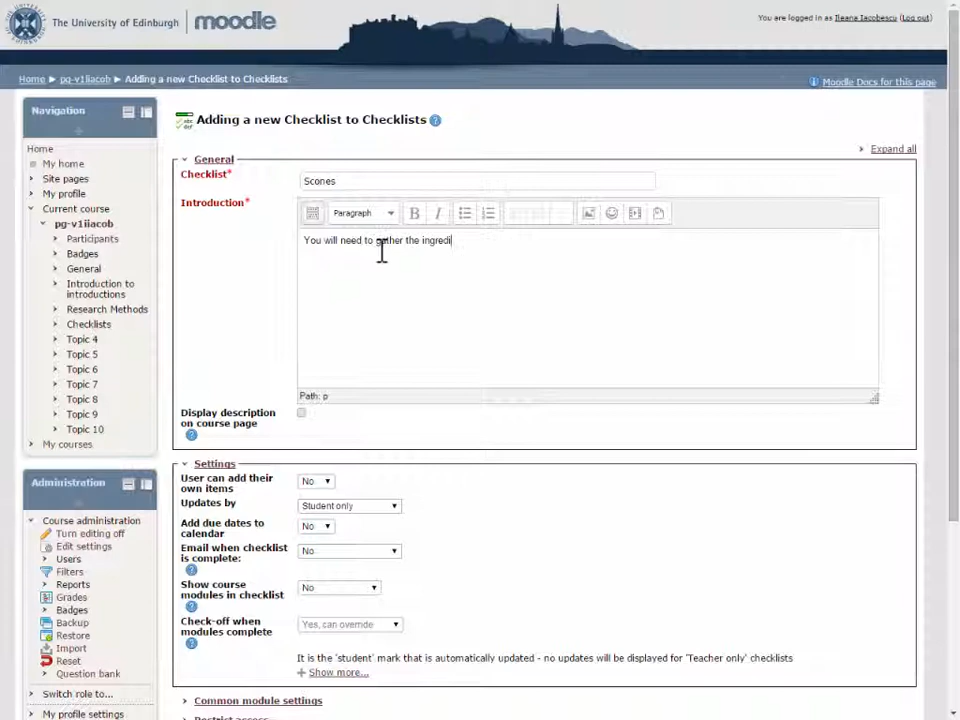 The University of Edinburgh
moodle
You are logged in as Ileana Iacobescu (Log out)
Home ► pg-v1iiacob ► Adding a new Checklist to Checklists
Moodle Docs for this page
Navigation
Home
My home
Site pages
My profile
Current course
pg-v1iiacob
Participants
Badges
General
Introduction to
introductions
Research Methods
Checklists
Topic 4
Topic 5
Topic 6
Topic 7
Topic 8
Topic 9
Topic 10
My courses
Administration
Course administration
Turn editing off
Edit settings
Users
Filters
Reports
Grades
Badges
Backup
Restore
Import
Reset
Question bank
Switch role to...
My profile settings
Adding a new Checklist to Checklists
Expand all
General
Checklist* Scones
Introduction*
Paragraph B I
You will need to gather the ingredi
Path: p
Display description
on course page
Settings
User can add their
own items No
Updates by Student only
Add due dates to
calendar No
Email when checklist
is complete: No
Show course
modules in checklist No
Check-off when
modules complete Yes, can override
It is the 'student' mark that is automatically updated - no updates will be displayed for 'Teacher only' checklists
Show more...
Common module settings
Restrict access